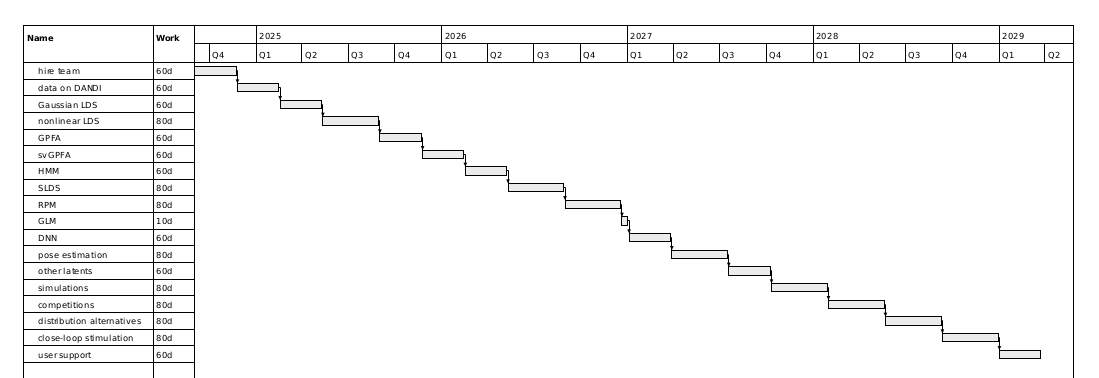 Name Work 2025 2026 2027 2028 2029
Q4 Q1 Q2 Q3 Q4 Q1 Q2 Q3 Q4 Q1 Q2 Q3 Q4 Q1 Q2 Q3 Q4 Q1 Q2
hire team 60d
data on DANDI 60d
Gaussian LDS 60d
nonlinear LDS 80d
GPFA 60d
svGPFA 60d
HMM 60d
SLDS 80d
RPM 80d
GLM 10d
DNN 60d
pose estimation 80d
other latents 60d
simulations 80d
competitions 80d
distribution alternatives 80d
close-loop stimulation 80d
user support 60d